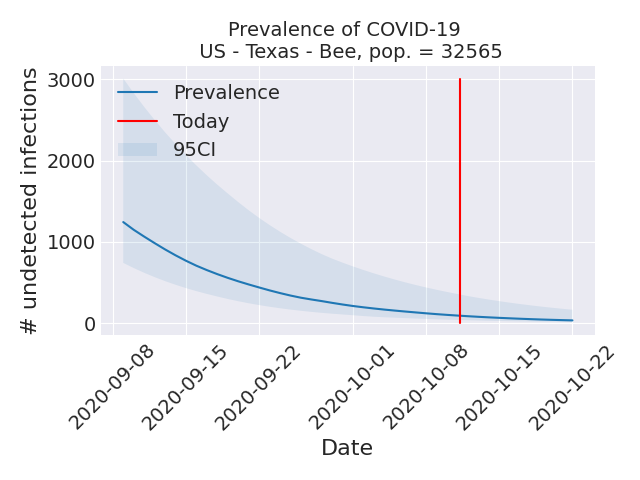 Prevalence of COVID-19
US - Texas - Bee, pop. = 32565
# undetected infections
3000
2000
1000
0
Prevalence
Today
95CI
2020-09-08
2020-09-15
2020-09-22
2020-10-01
2020-10-08
2020-10-15
2020-10-22
Date